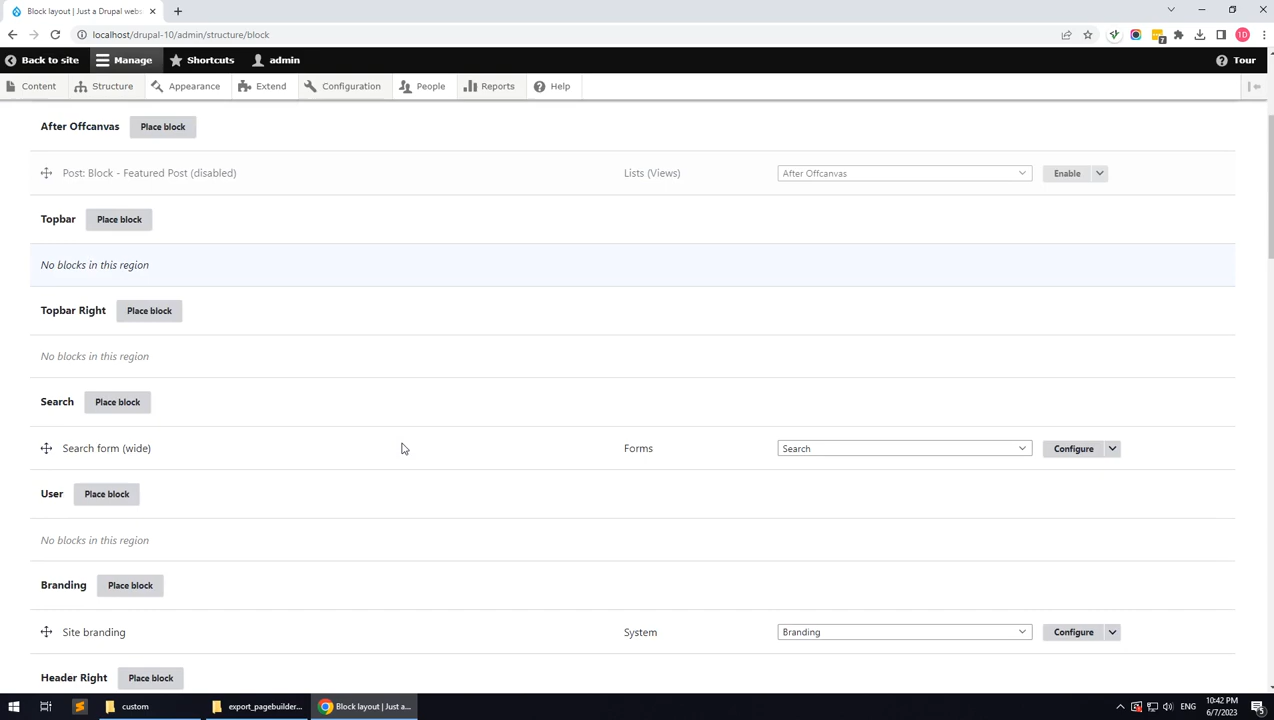 Block layout | Just a Drupal webs
localhost/drupal-10/admin/structure/block
7
1D
Back to site
Manage
Shortcuts
admin
Tour
Content
Structure
Appearance
Extend
Configuration
People
Reports
Help
After Offcanvas
Place block
Post: Block - Featured Post (disabled)
Lists (Views)
After Offcanvas
Enable
Topbar
Place block
No blocks in this region
Topbar Right
Place block
No blocks in this region
Search
Place block
Search form (wide)
Forms
Search
Configure
User
Place block
No blocks in this region
Branding
Place block
Site branding
System
Branding
Configure
Header Right
Place block
custom
export_pagebuilder...
Block layout | Just a...
ENG
10:42 PM
6/7/2023
5